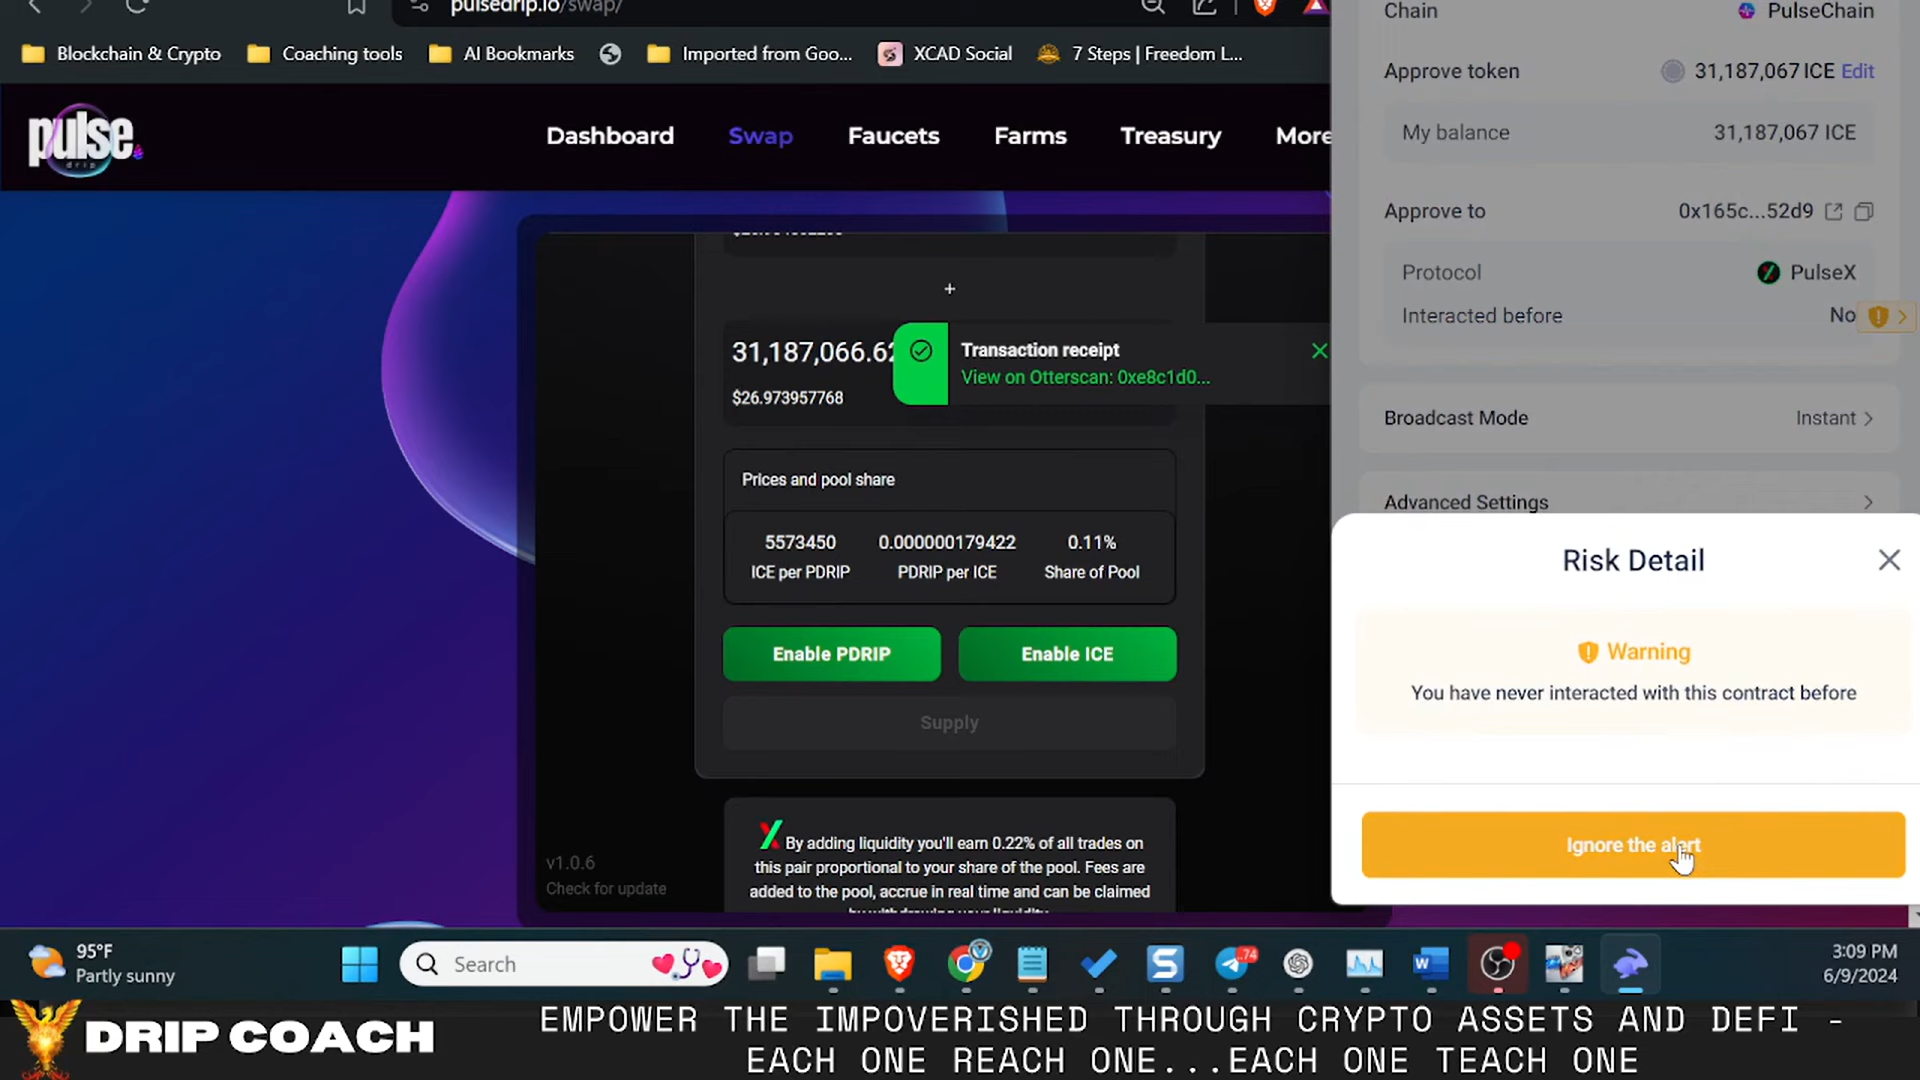 pulsedrip.io/swap/
Blockchain & Crypto
Coaching tools
AI Bookmarks
Imported from Goo...
XCAD Social
7 Steps | Freedom L...
pulse.
drip
Dashboard
Swap
Faucets
Farms
Treasury
More
+
31,187,066.62
$26.973957768
Transaction receipt
View on Otterscan: 0xe8c1d0...
Prices and pool share
5573450
0.000000179422
0.11%
ICE per PDRIP
PDRIP per ICE
Share of Pool
Enable PDRIP
Enable ICE
Supply
By adding liquidity you'll earn 0.22% of all trades on
this pair proportional to your share of the pool. Fees are
added to the pool, accrue in real time and can be claimed
by withdrawing your liquidity.
v1.0.6
Check for update
Chain
PulseChain
Approve token
31,187,067 ICE Edit
My balance
31,187,067 ICE
Approve to
0x165c...52d9
Protocol
PulseX
Interacted before
No
Broadcast Mode
Instant
Advanced Settings
Risk Detail
Warning
You have never interacted with this contract before
Ignore the alert
95°F
Partly sunny
Search
74
3:09 PM
6/9/2024
DRIP COACH
EMPOWER THE IMPOVERISHED THROUGH CRYPTO ASSETS AND DEFI -
EACH ONE REACH ONE...EACH ONE TEACH ONE